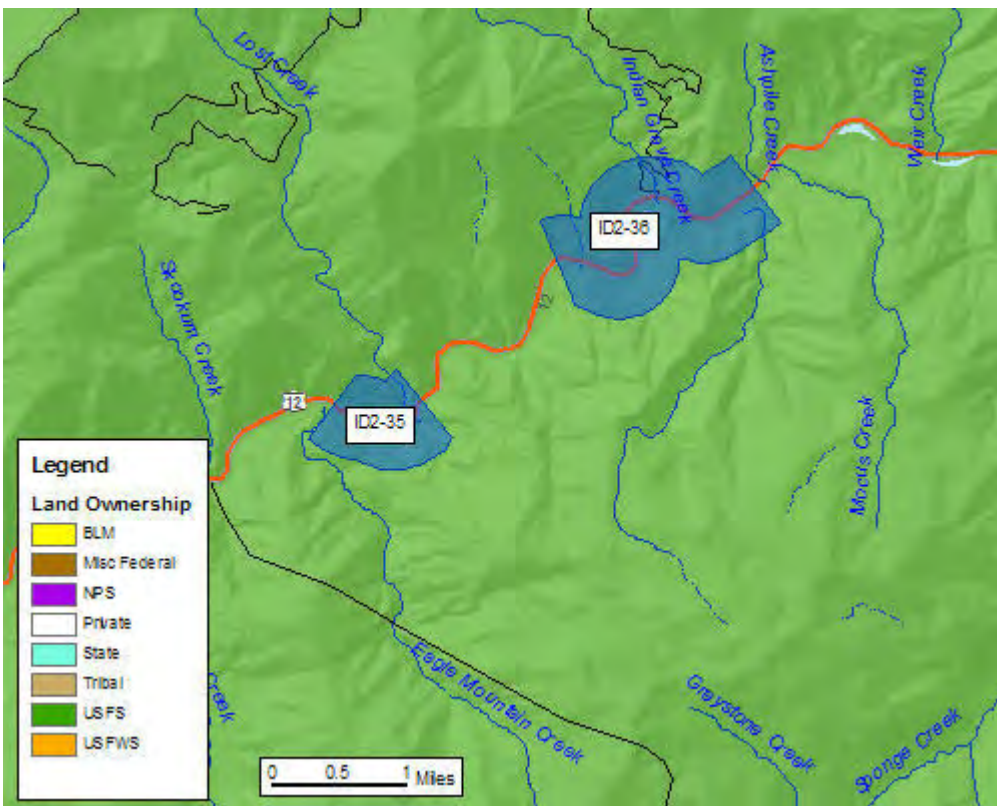 Lost Creek
Indian Grave Creek
Ashpile Creek
Weir Creek
ID2-36
Skookum Creek
12
12
ID2-35
Mocus Creek
Legend
Land Ownership
BLM
Misc Federal
NPS
Private
State
Tribal
USFS
USFWS
Creek
Eagle Mountain Creek
Greystone Creek
Sponge Creek
0 0.5 1 Miles